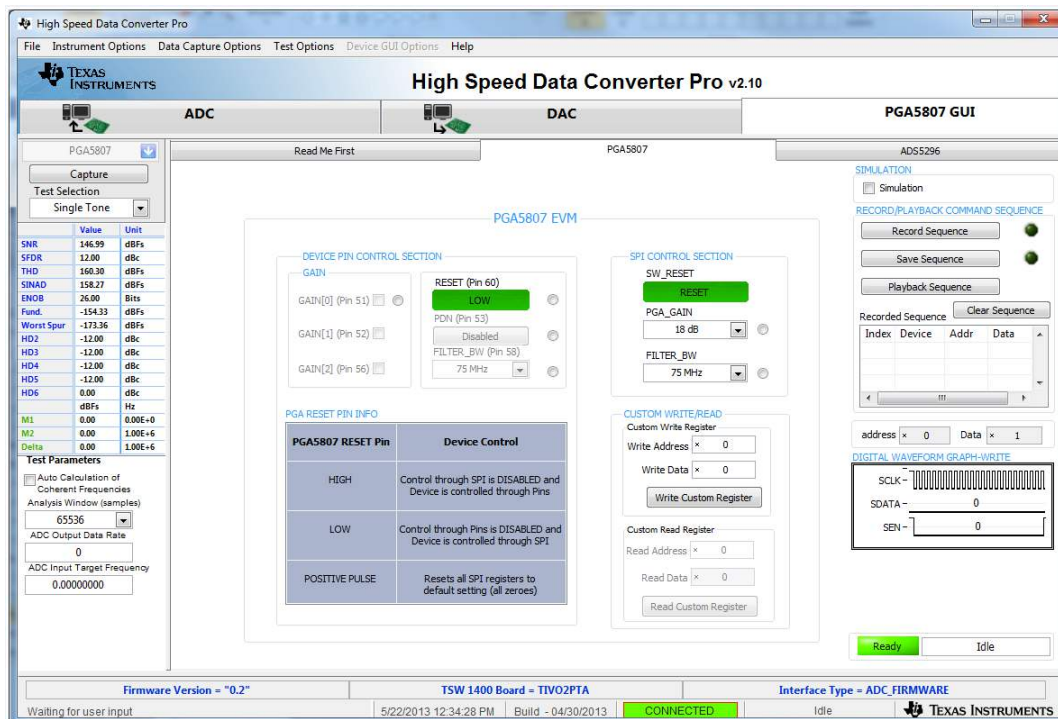 High Speed Data Converter Pro
File Instrument Options Data Capture Options Test Options Device GUI Options Help
TEXAS INSTRUMENTS
High Speed Data Converter Pro v2.10
ADC
DAC
PGA5807 GUI
PGA5807
Capture
Test Selection
Single Tone
Value Unit
SNR 146.99 dBFs
SFDR 12.00 dBc
THD 160.30 dBFs
SINAD 158.27 dBFs
ENOB 26.00 Bits
Fund. -154.33 dBFs
Worst Spur -173.36 dBFs
HD2 -12.00 dBc
HD3 -12.00 dBc
HD4 -12.00 dBc
HD5 -12.00 dBc
HD6 0.00 dBc
dBFs Hz
M1 0.00 0.00E+0
M2 0.00 1.00E+6
Delta 0.00 1.00E+6
Test Parameters
Auto Calculation of
Coherent Frequencies
Analysis Window (samples)
65536
ADC Output Data Rate
0
ADC Input Target Frequency
0.00000000
Read Me First
PGA5807
ADS5296
PGA5807 EVM
DEVICE PIN CONTROL SECTION
GAIN
GAIN[0] (Pin 51)
GAIN[1] (Pin 52)
GAIN[2] (Pin 56)
RESET (Pin 60)
LOW
PDN (Pin 53)
Disabled
FILTER_BW (Pin 58)
75 MHz
SPI CONTROL SECTION
SW_RESET
RESET
PGA_GAIN
18 dB
FILTER_BW
75 MHz
PGA RESET PIN INFO
PGA5807 RESET Pin Device Control
HIGH Control through SPI is DISABLED and
Device is controlled through Pins
LOW Control through Pins is DISABLED and
Device is controlled through SPI
POSITIVE PULSE Resets all SPI registers to
default setting (all zeroes)
CUSTOM WRITE/READ
Custom Write Register
Write Address × 0
Write Data × 0
Write Custom Register
Custom Read Register
Read Address × 0
Read Data × 0
Read Custom Register
SIMULATION
Simulation
RECORD/PLAYBACK COMMAND SEQUENCE
Record Sequence
Save Sequence
Playback Sequence
Recorded Sequence Clear Sequence
Index Device Addr Data
address × 0 Data × 1
DIGITAL WAVEFORM GRAPH-WRITE
SCLK
SDATA 0
SEN 0
Ready Idle
Firmware Version = "0.2" TSW 1400 Board = TIVO2PTA Interface Type = ADC_FIRMWARE
Waiting for user input 5/22/2013 12:34:28 PM Build - 04/30/2013 CONNECTED Idle TEXAS INSTRUMENTS